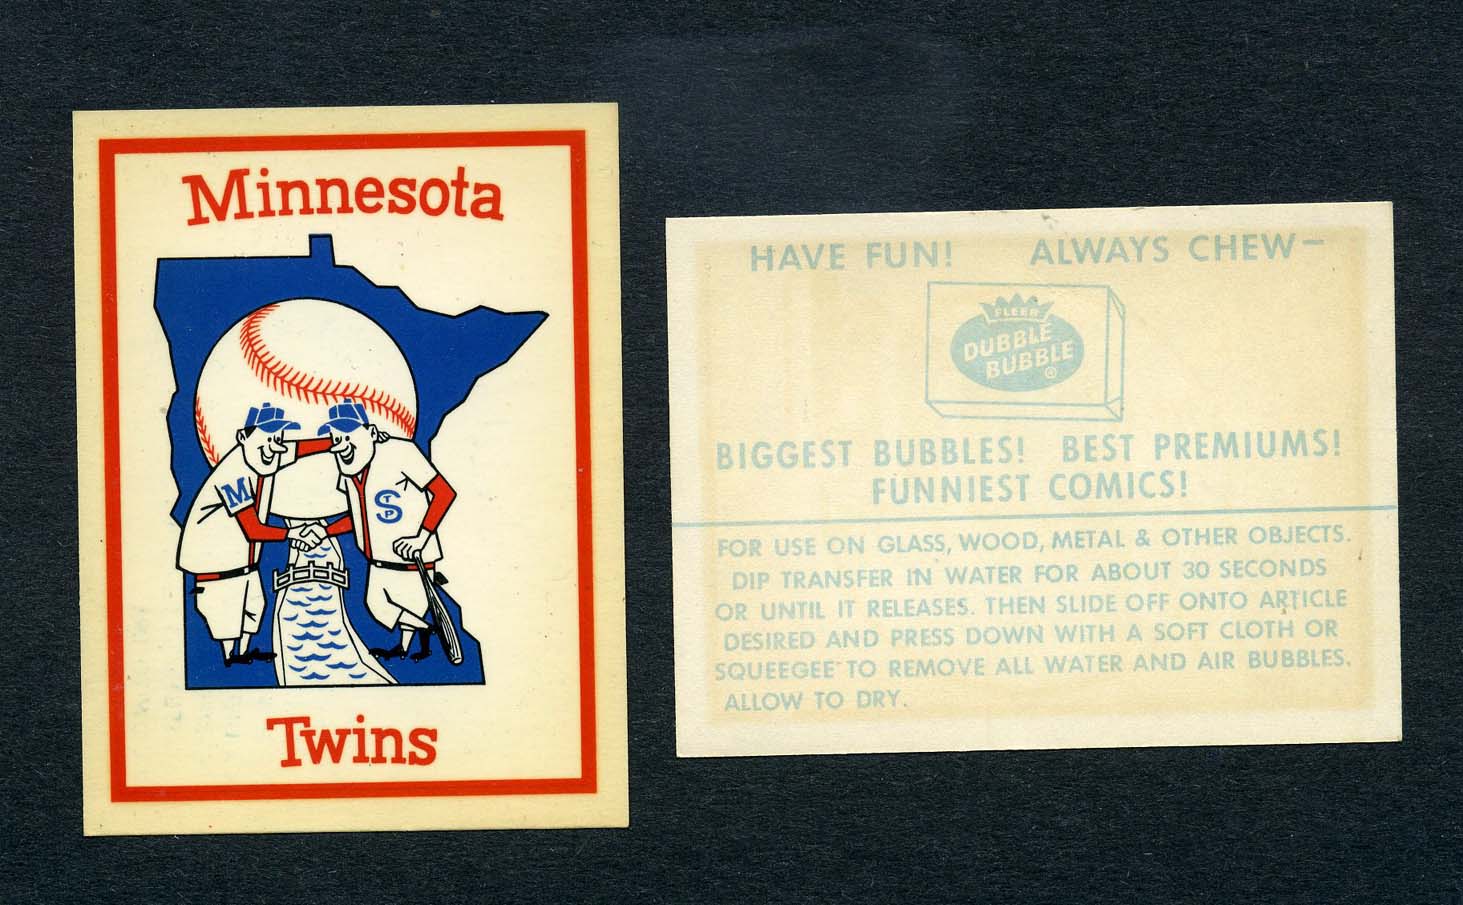 Minnesota
M
STP
Twins
HAVE FUN! ALWAYS CHEW—
FLEER
DUBBLE
BUBBLE
®
BIGGEST BUBBLES! BEST PREMIUMS!
FUNNIEST COMICS!
FOR USE ON GLASS, WOOD, METAL & OTHER OBJECTS.
DIP TRANSFER IN WATER FOR ABOUT 30 SECONDS
OR UNTIL IT RELEASES. THEN SLIDE OFF ONTO ARTICLE
DESIRED AND PRESS DOWN WITH A SOFT CLOTH OR
SQUEEGEE TO REMOVE ALL WATER AND AIR BUBBLES.
ALLOW TO DRY.